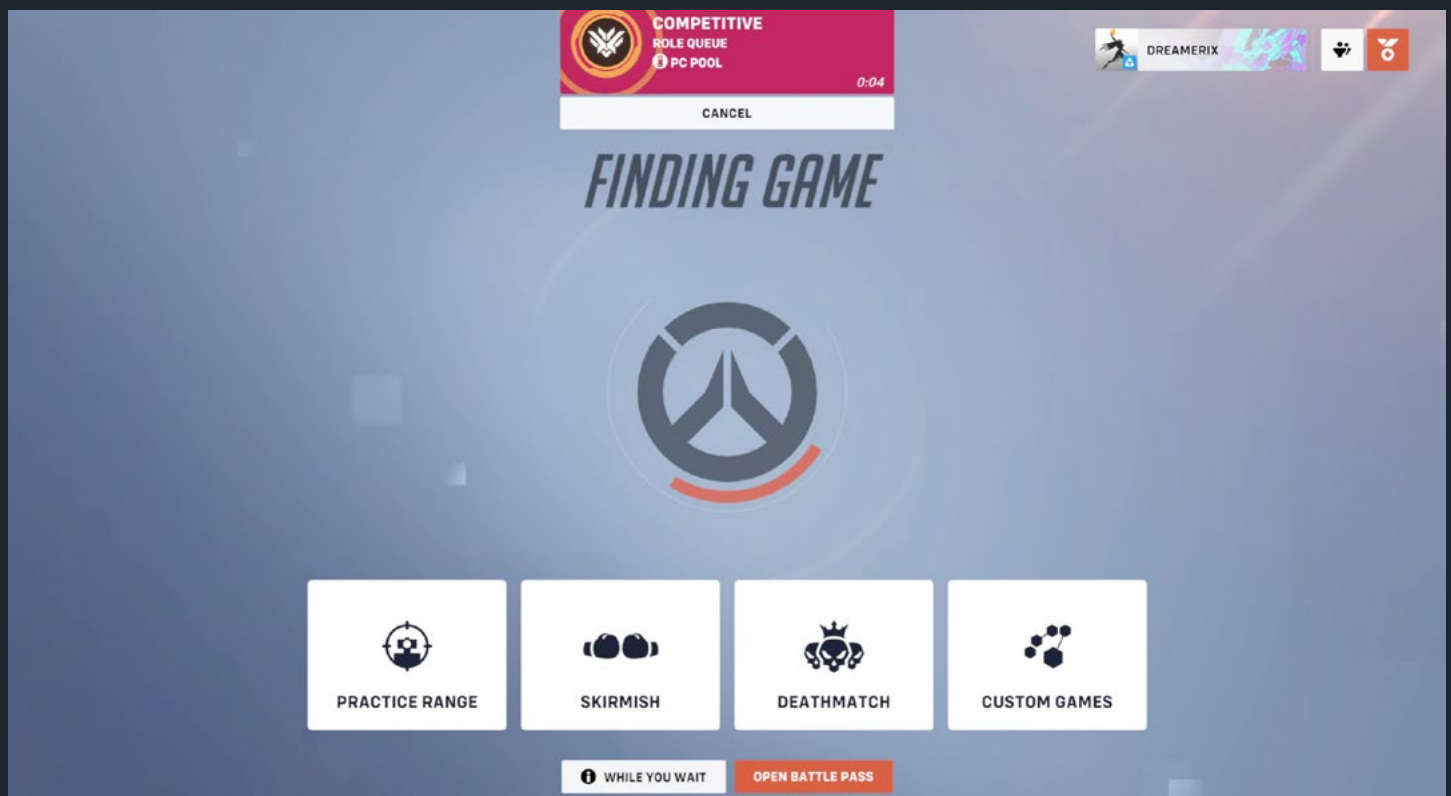 COMPETITIVE
ROLE QUEUE
PC POOL
0:04
CANCEL
DREAMERIX
FINDING GAME
PRACTICE RANGE
SKIRMISH
DEATHMATCH
CUSTOM GAMES
WHILE YOU WAIT
OPEN BATTLE PASS